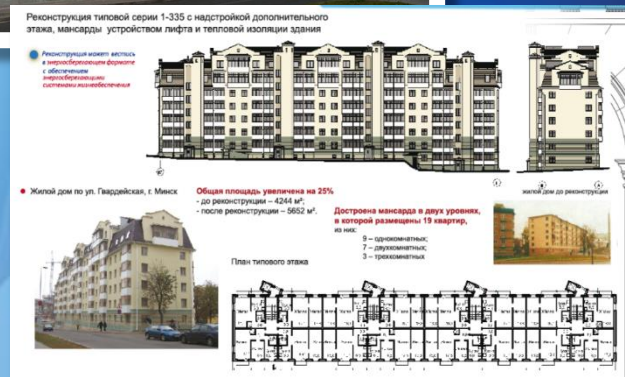 Реконструкция типовой серии 1-335 с надстройкой дополнительного
этажа, мансарды устройством лифта и тепловой изоляции здания
Реконструкция может вестись
в энергосберегающем формате
с обеспечением
энергосберегающими
системами жизнеобеспечения
жилой дом до реконструкции
Жилой дом по ул. Гвардейская, г. Минск
Общая площадь увеличена на 25%
- до реконструкции – 4244 м²;
- после реконструкции – 5652 м².
Достроена мансарда в двух уровнях,
в которой размещены 19 квартир,
из них:
9 – однокомнатных;
7 – двухкомнатных;
3 – трехкомнатных
План типового этажа